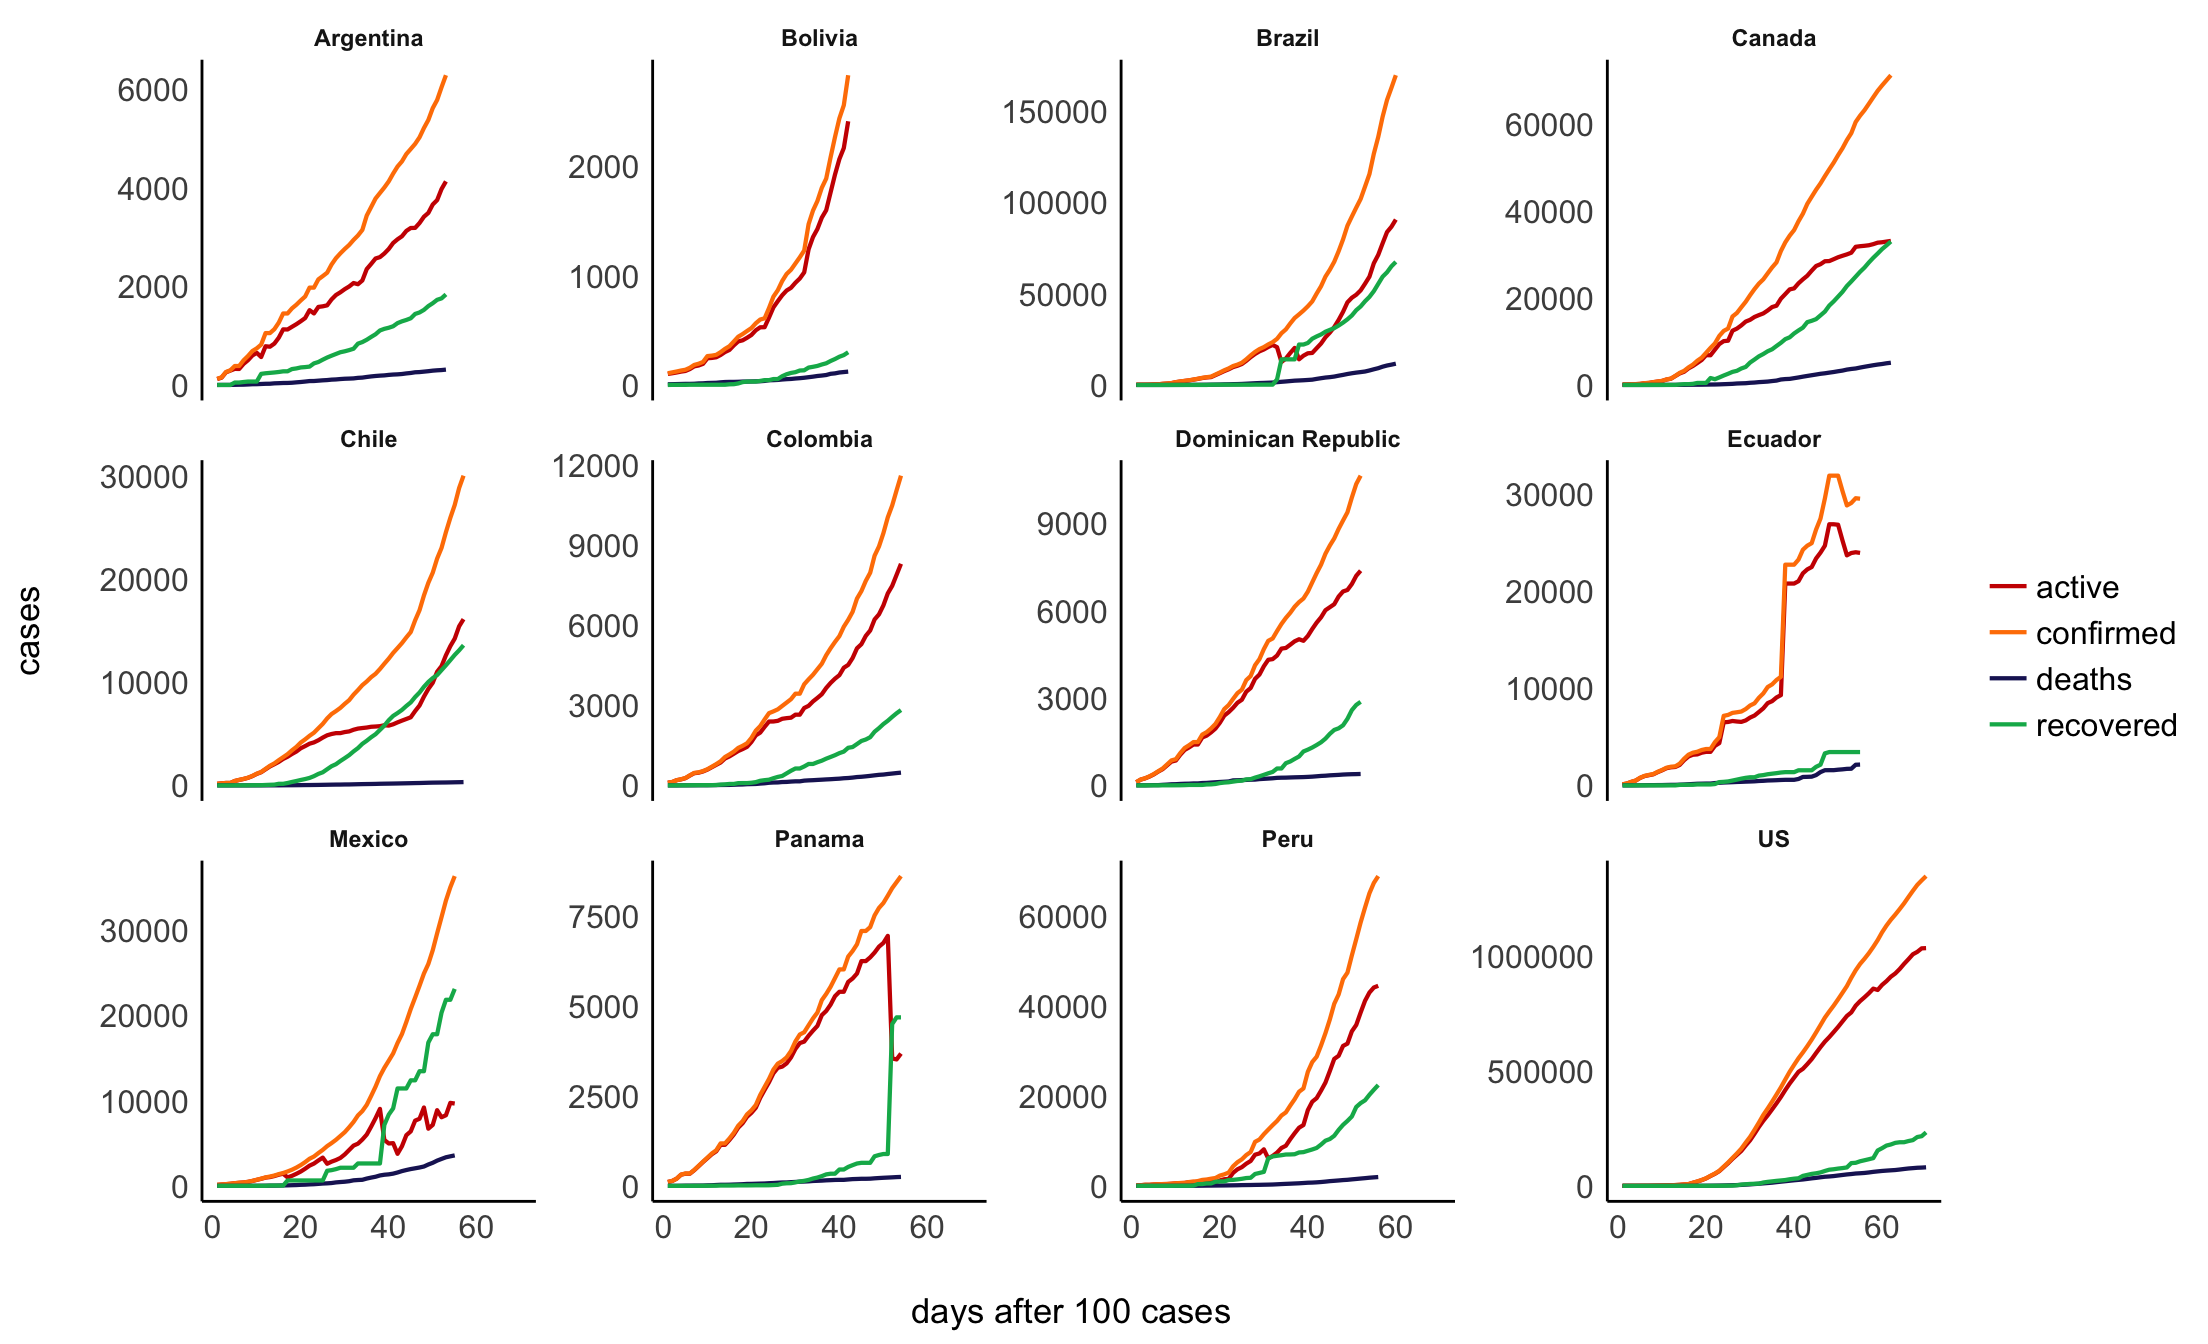 Argentina
Bolivia
Brazil
Canada
6000
4000
2000
0
2000
1000
0
150000
100000
50000
0
60000
40000
20000
0
Chile
Colombia
Dominican Republic
Ecuador
30000
20000
10000
0
12000
9000
6000
3000
0
9000
6000
3000
0
30000
20000
10000
0
Mexico
Panama
Peru
US
30000
20000
10000
0
7500
5000
2500
0
60000
40000
20000
0
1000000
500000
0
0 20 40 60
0 20 40 60
0 20 40 60
0 20 40 60
days after 100 cases
cases
active
confirmed
deaths
recovered